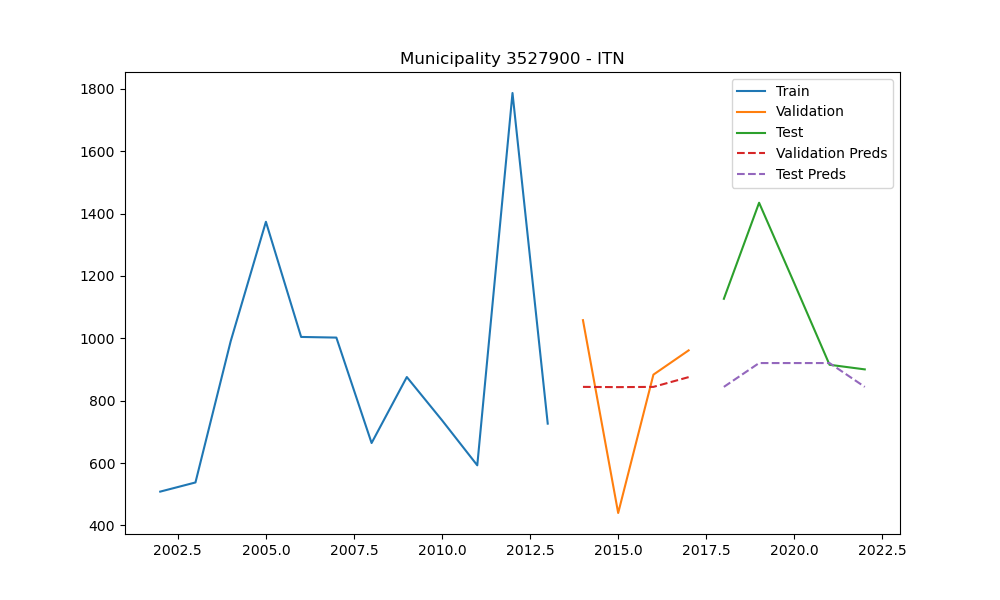 Municipality 3527900 - ITN
Train
Validation
Test
Validation Preds
Test Preds
1800
1600
1400
1200
1000
800
600
400
2002.5 2005.0 2007.5 2010.0 2012.5 2015.0 2017.5 2020.0 2022.5